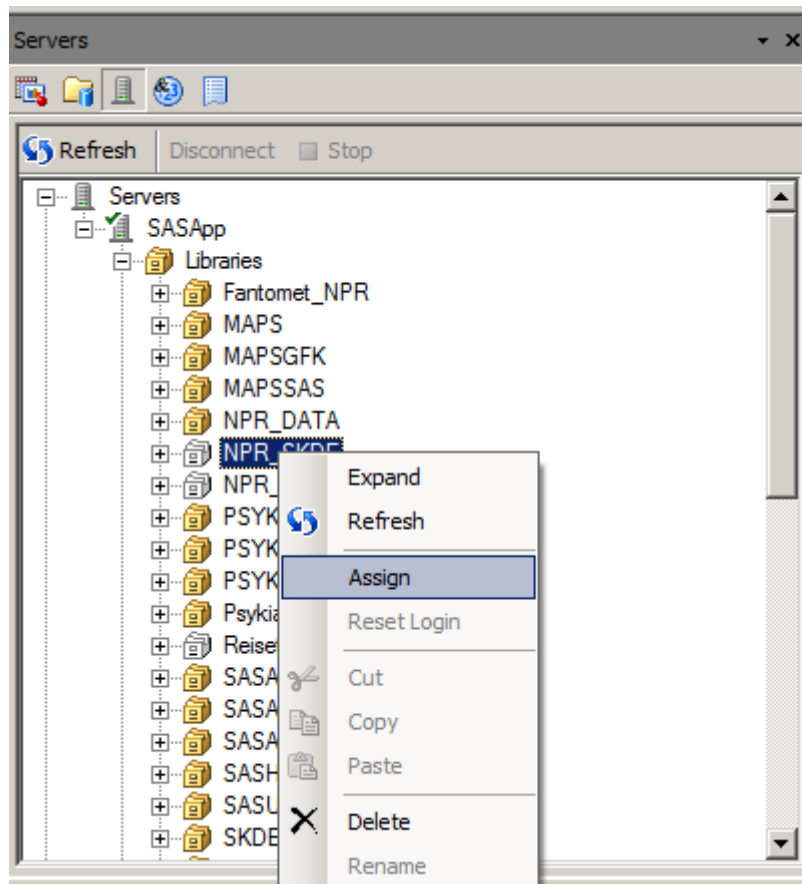 Servers
Refresh Disconnect Stop
Servers
SASApp
Libraries
Fantomet_NPR
MAPS
MAPSGFK
MAPSSAS
NPR_DATA
NPR_SKDE
NPR_
PSYK
PSYK
PSYK
Psykia
Reise
SASA
SASA
SASA
SASH
SASU
SKDE
Expand
Refresh
Assign
Reset Login
Cut
Copy
Paste
Delete
Rename